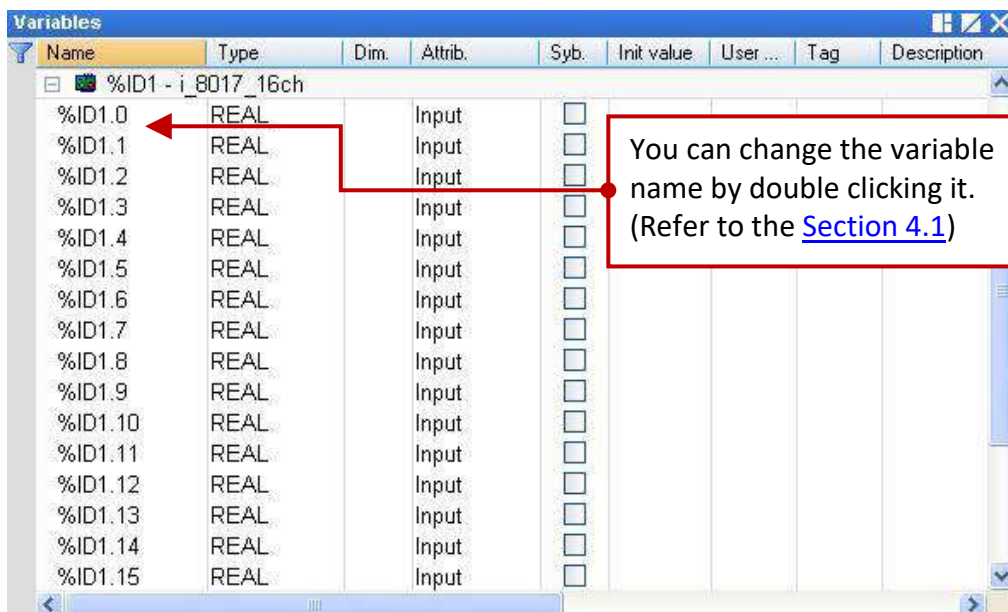 Variables
Name Type Dim. Attrib. Syb. Init value User ... Tag Description
%ID1 - i_8017_16ch
%ID1.0 REAL Input
%ID1.1 REAL Input
%ID1.2 REAL Input
%ID1.3 REAL Input
%ID1.4 REAL Input
%ID1.5 REAL Input
%ID1.6 REAL Input
%ID1.7 REAL Input
%ID1.8 REAL Input
%ID1.9 REAL Input
%ID1.10 REAL Input
%ID1.11 REAL Input
%ID1.12 REAL Input
%ID1.13 REAL Input
%ID1.14 REAL Input
%ID1.15 REAL Input
You can change the variable
name by double clicking it.
(Refer to the Section 4.1)